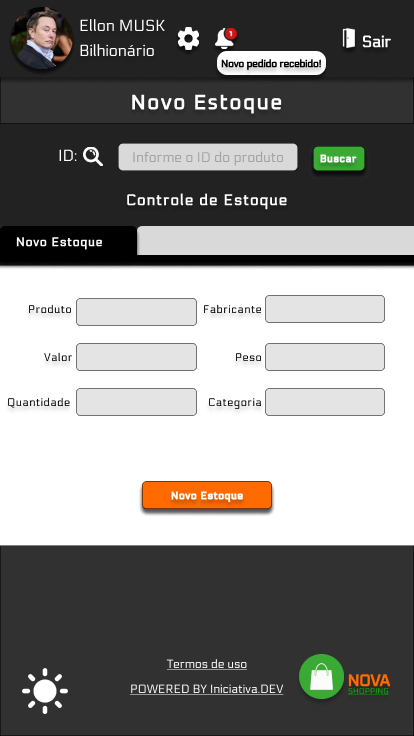 Ellon MUSK
Bilhionário
1
Sair
Novo pedido recebido!
Novo Estoque
ID:
Informe o ID do produto
Buscar
Controle de Estoque
Novo Estoque
Produto
Fabricante
Valor
Peso
Quantidade
Categoria
Novo Estoque
Termos de uso
POWERED BY Iniciativa.DEV
NOVA
SHOPPING